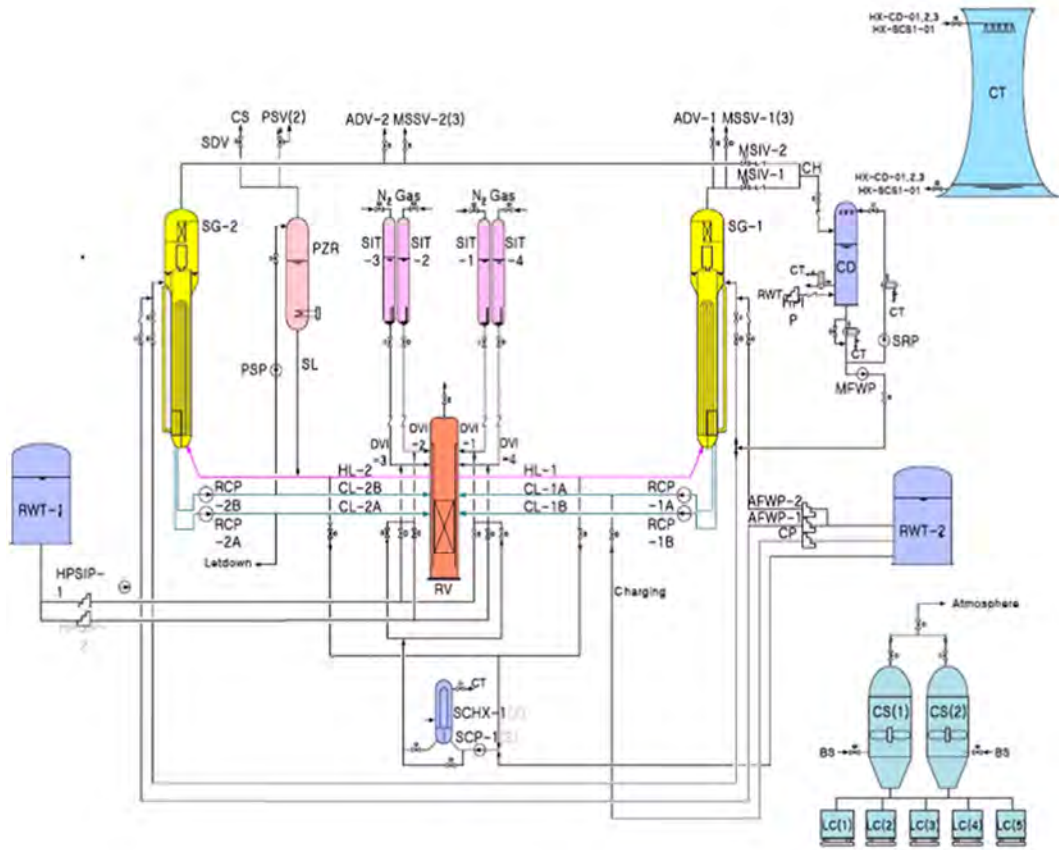 HX-CD-01,2,3
HX-SCS1-01
CT
CS PSV(2)
SDV
ADV-2 MSSV-2(3)
ADV-1 MSSV-1(3)
MSIV-2
MSIV-1
CH
HX-CD-01,2,3
HX-SCS1-01
N2 Gas
N2 Gas
SG-2
PZR
SIT
-3
SIT
-2
SIT
-1
SIT
-4
SG-1
CD
CT
RWT
P
CT
CT
SRP
MFWP
PSP
SL
DVI
-3
DVI
-2
DVI
-1
DVI
-4
HL-2
HL-1
CL-2B
CL-1A
CL-2A
CL-1B
RCP
-2B
RCP
-2A
RCP
-1A
RCP
-1B
RWT-1
AFWP-2
AFWP-1
CP
RWT-2
Letdown
HPSIP-
1
RV
Charging
Atmosphere
CT
SCHX-1
SCP-1
CS(1)
CS(2)
BS
BS
LC(1)
LC(2)
LC(3)
LC(4)
LC(5)